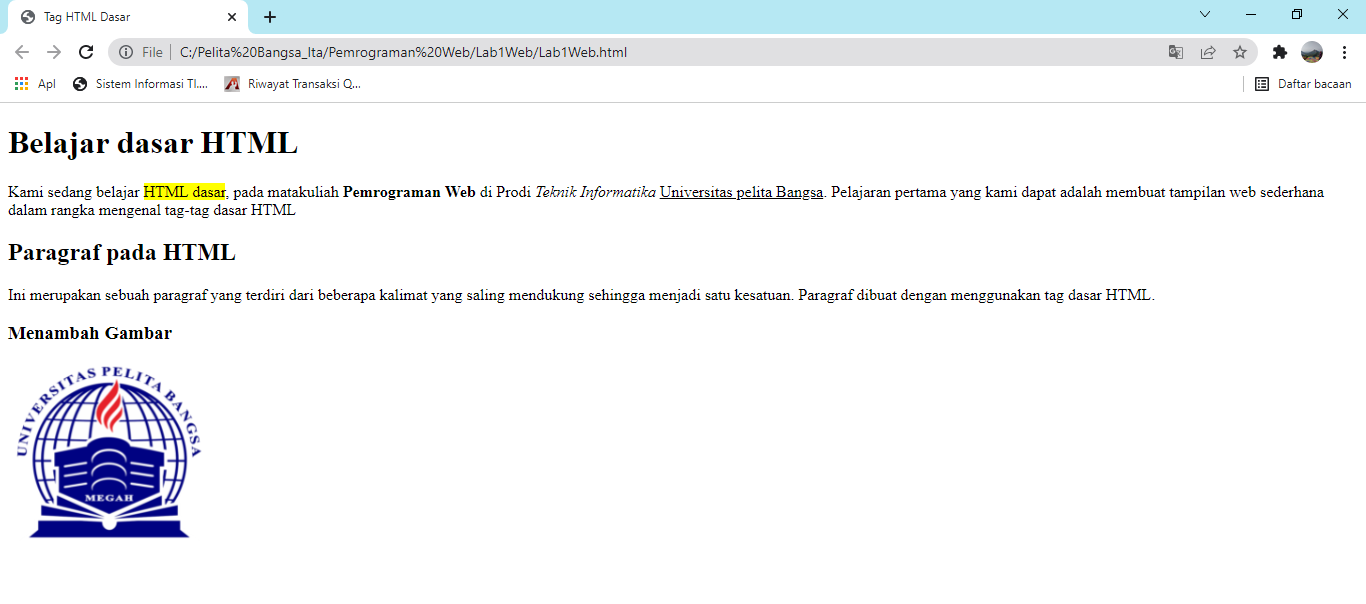 Tag HTML Dasar
File
C:/Pelita%20Bangsa_Ita/Pemrograman%20Web/Lab1Web/Lab1Web.html
Apl
Sistem Informasi TI....
Riwayat Transaksi Q...
Daftar bacaan
Belajar dasar HTML
Kami sedang belajar HTML dasar, pada matakuliah Pemrograman Web di Prodi Teknik Informatika Universitas pelita Bangsa. Pelajaran pertama yang kami dapat adalah membuat tampilan web sederhana
dalam rangka mengenal tag-tag dasar HTML
Paragraf pada HTML
Ini merupakan sebuah paragraf yang terdiri dari beberapa kalimat yang saling mendukung sehingga menjadi satu kesatuan. Paragraf dibuat dengan menggunakan tag dasar HTML.
Menambah Gambar
UNIVERSITAS PELITA BANGSA
MEGAH